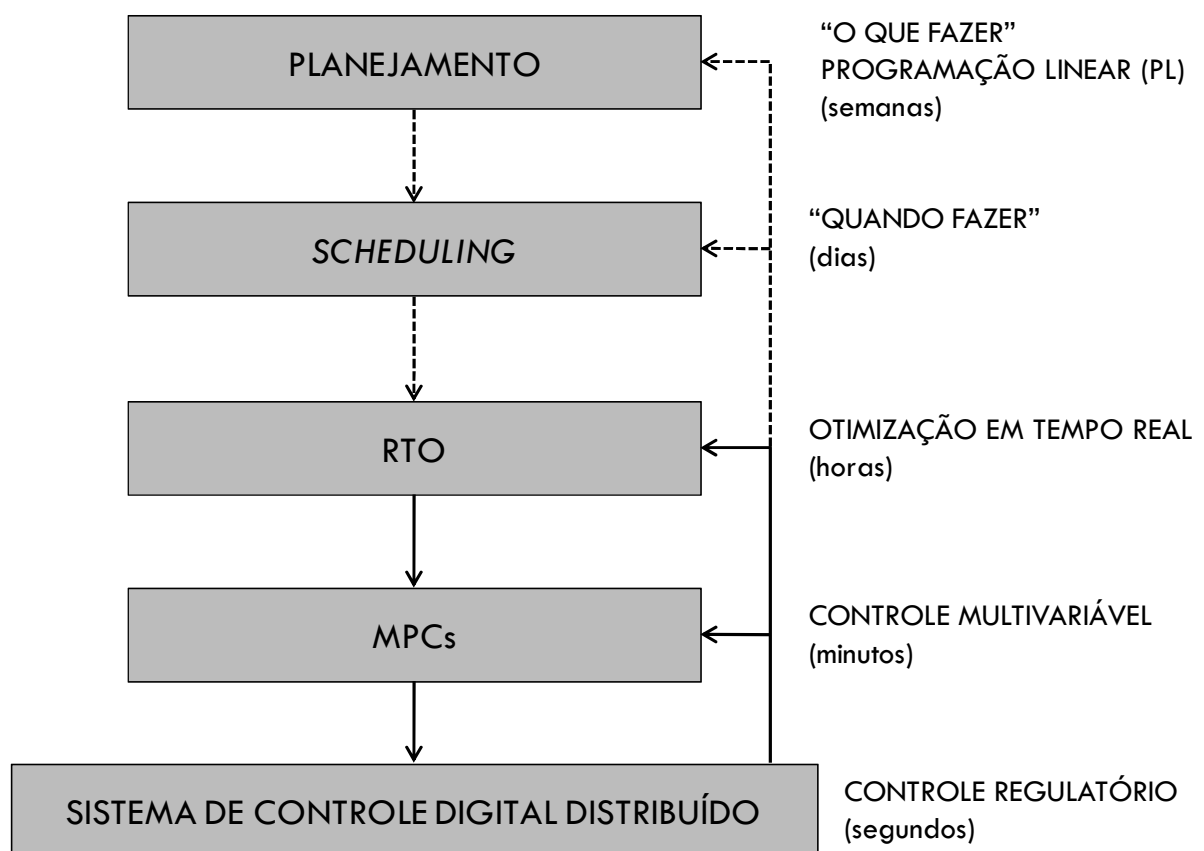 PLANEJAMENTO
“O QUE FAZER”
PROGRAMAÇÃO LINEAR (PL)
(semanas)
SCHEDULING
“QUANDO FAZER”
(dias)
RTO
OTIMIZAÇÃO EM TEMPO REAL
(horas)
MPCs
CONTROLE MULTIVARIÁVEL
(minutos)
SISTEMA DE CONTROLE DIGITAL DISTRIBUÍDO
CONTROLE REGULATÓRIO
(segundos)